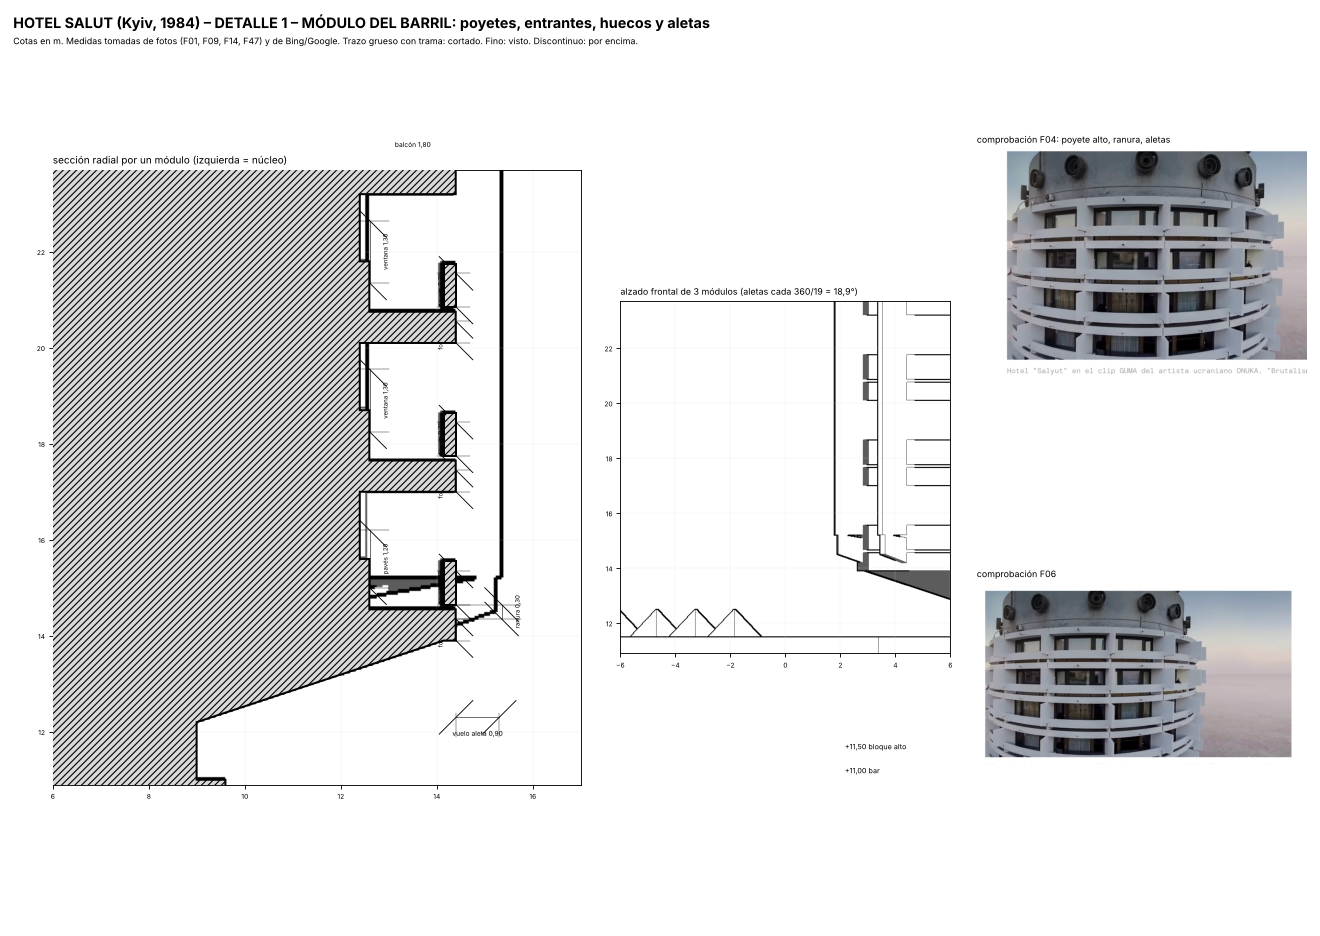 HOTEL SALUT (Kyiv, 1984) – DETALLE 1 – MÓDULO DEL BARRIL: poyetes, entrantes, huecos y aletas
Cotas en m. Medidas tomadas de fotos (F01, F09, F14, F47) y de Bing/Google. Trazo grueso con trama: cortado. Fino: visto. Discontinuo: por encima.
balcón 1,80
sección radial por un módulo (izquierda = núcleo)
22
20
18
16
14
12
6
8
10
12
14
16
ventana 1,30
ventana 1,30
pavés 1,20
fo
fo
fo
ranura 0,30
vuelo aleta 0,90
alzado frontal de 3 módulos (aletas cada 360/19 = 18,9°)
22
20
18
16
14
12
−6
−4
−2
0
2
4
6
+11,50 bloque alto
+11,00 bar
comprobación F04: poyete alto, ranura, aletas
Hotel "Salyut" en el clip GUMA del artista ucraniano ONUKA. "Brutalis
comprobación F06